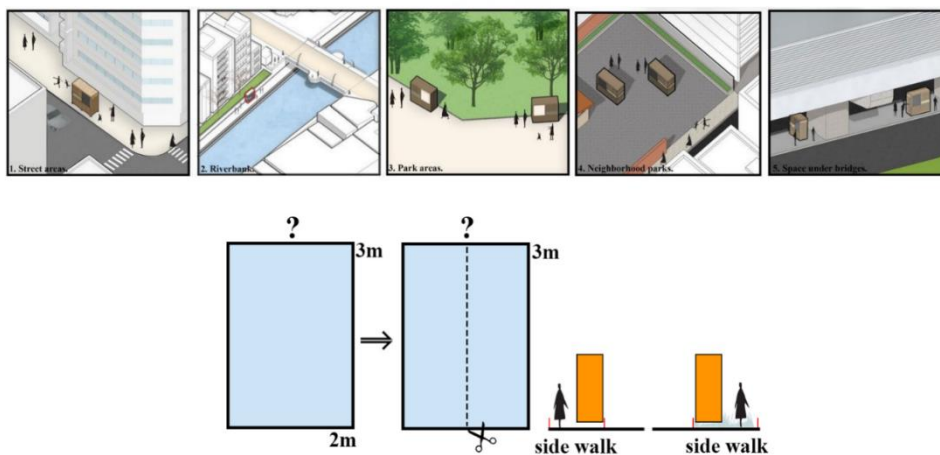 1. Street areas.
2. Riverbank.
3. Park areas.
4. Neighborhood parks.
5. Space under bridges.
?
?
3m
3m
2m
side walk
side walk